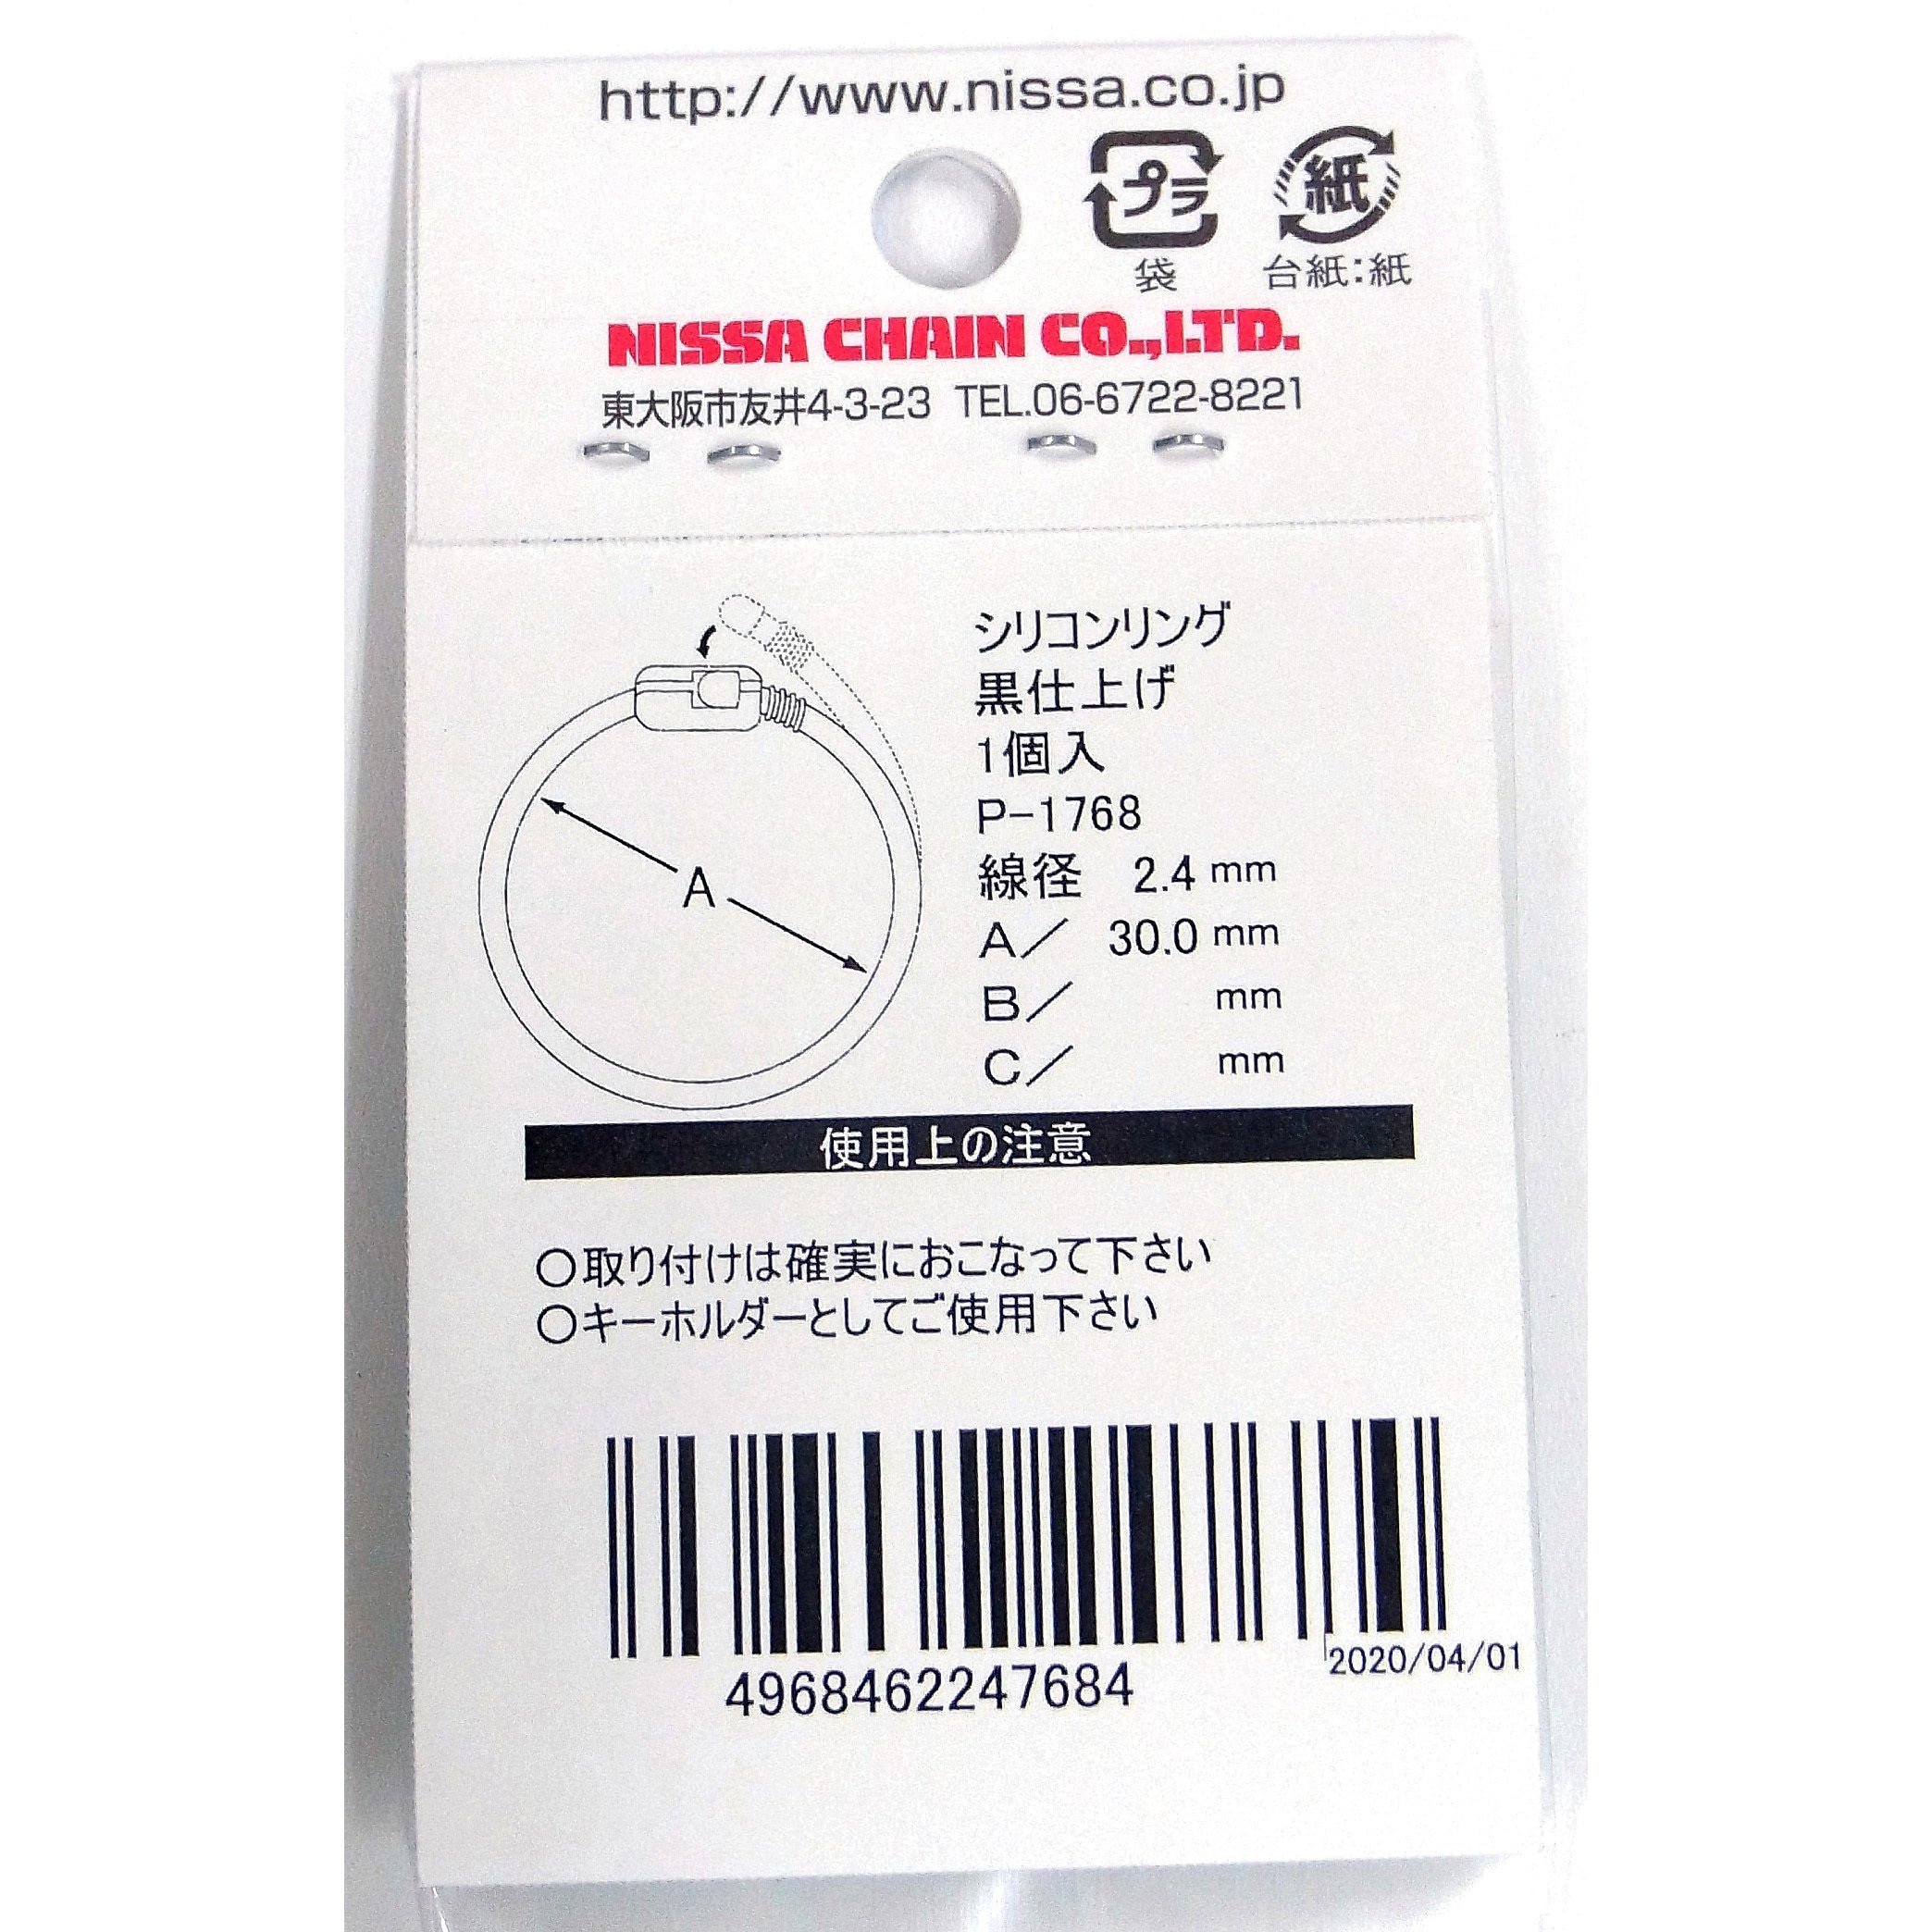 http://www.nissa.co.jp
プラ
紙
袋
台紙:紙
NISSA CHAIN CO.,LTD.
東大阪市友井4-3-23 TEL.06-6722-8221
シリコンリング
黒仕上げ
1個入
P-1768
線径 2.4 mm
A/ 30.0 mm
B/ mm
C/ mm
A
使用上の注意
○取り付けは確実におこなって下さい
○キーホルダーとしてご使用下さい
4968462247684
2020/04/01